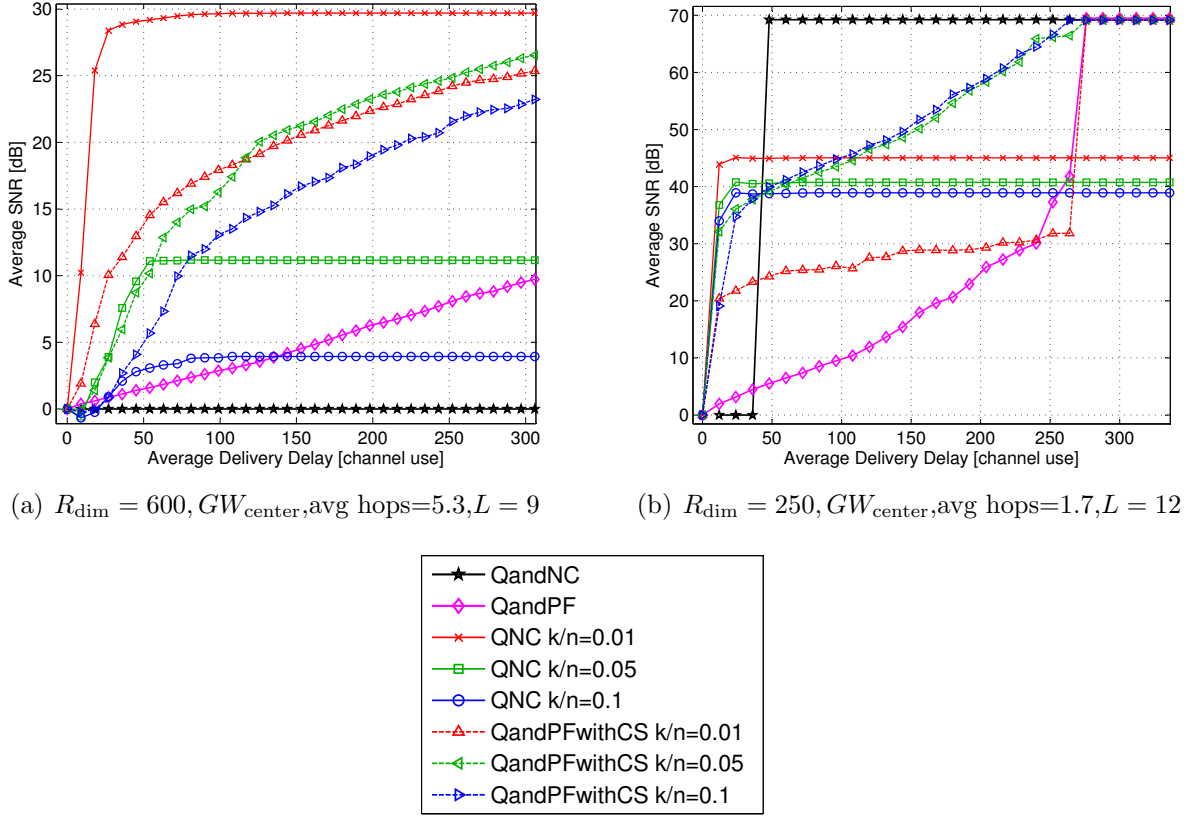 30
25
20
15
10
5
0
0
50
100
150
200
250
300
Average SNR [dB]
Average Delivery Delay [channel use]
70
60
50
40
30
20
10
0
0
50
100
150
200
250
300
Average SNR [dB]
Average Delivery Delay [channel use]
(a) R_dim = 600, GW_center,avg hops=5.3,L = 9
(b) R_dim = 250, GW_center,avg hops=1.7,L = 12
QandNC
QandPF
QNC k/n=0.01
QNC k/n=0.05
QNC k/n=0.1
QandPFwithCS k/n=0.01
QandPFwithCS k/n=0.05
QandPFwithCS k/n=0.1